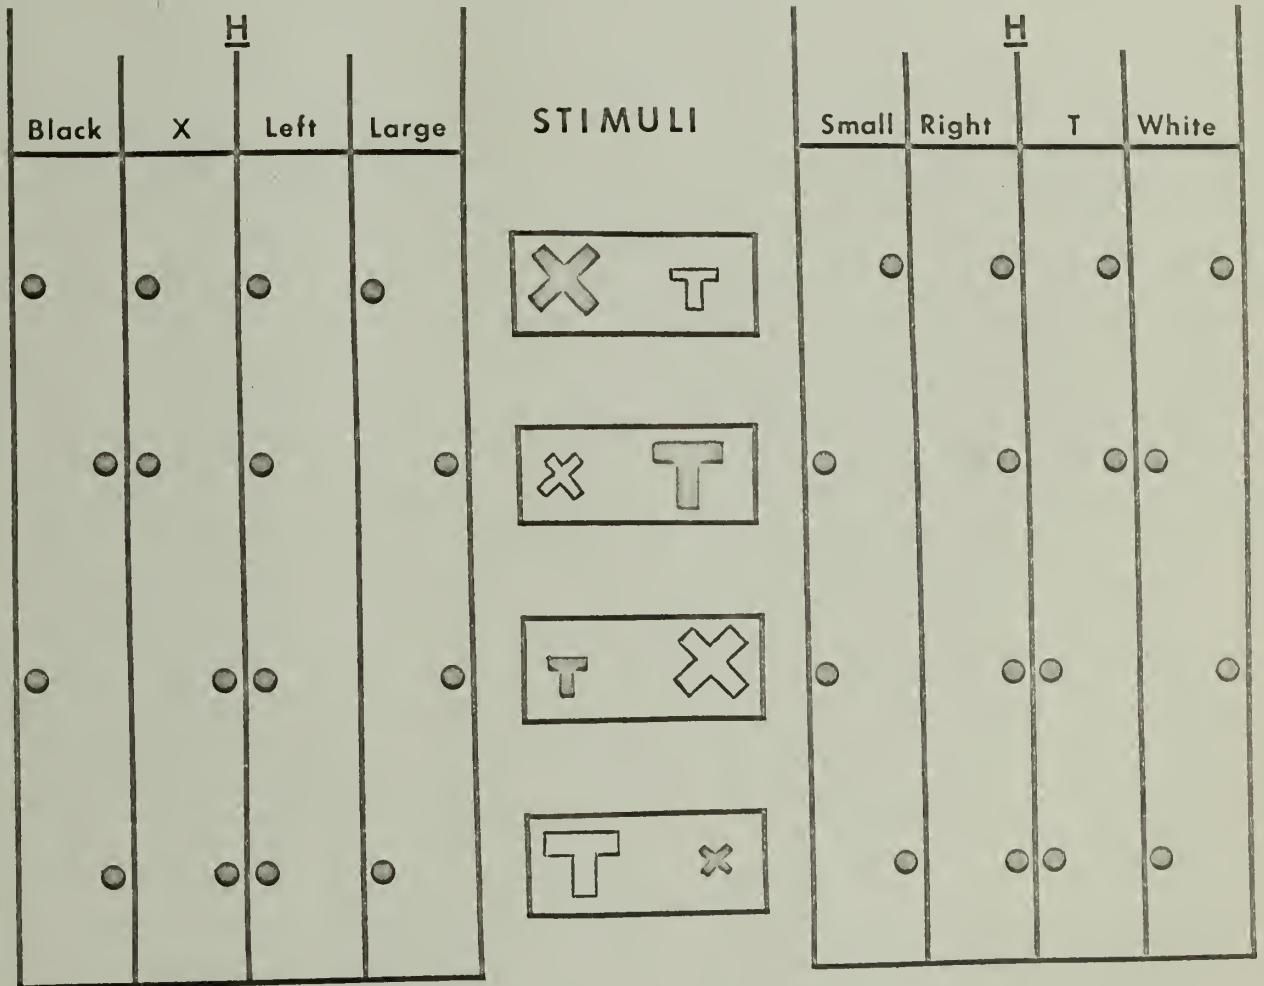 H
Black X Left Large
STIMULI
H
Small Right T White
X T
X T
T X
T X